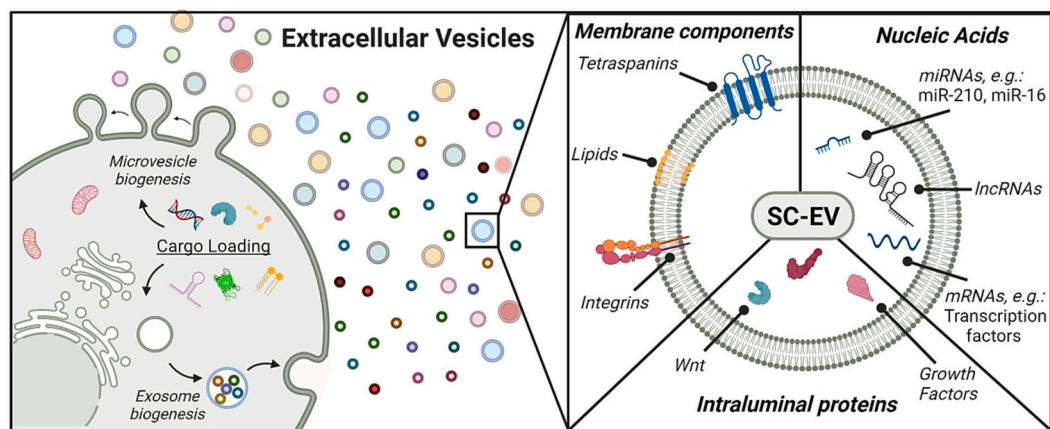 Extracellular Vesicles
Microvesicle
biogenesis
Cargo Loading
Exosome
biogenesis
Membrane components
Tetraspanins
Lipids
Integrins
Nucleic Acids
miRNAs, e.g.:
miR-210, miR-16
lncRNAs
mRNAs, e.g.:
Transcription
factors
SC-EV
Wnt
Growth
Factors
Intraluminal proteins